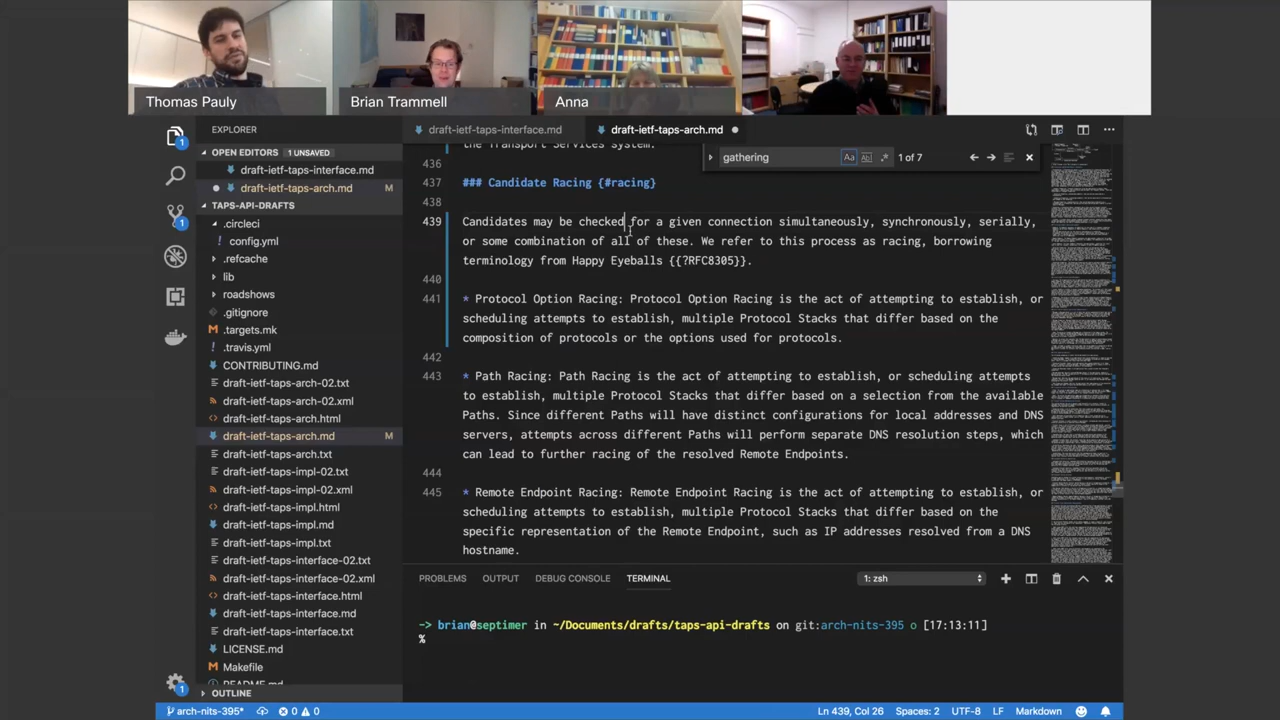 Thomas Pauly
Brian Trammell
Anna
EXPLORER
OPEN EDITORS 1 UNSAVED
draft-ietf-taps-interface.md
draft-ietf-taps-arch.md M
TAPS-API-DRAFTS
.circleci
config.yml
.refcache
lib
roadshows
.gitignore
.targets.mk
.travis.yml
CONTRIBUTING.md
draft-ietf-taps-arch-02.txt
draft-ietf-taps-arch-02.xml
draft-ietf-taps-arch.html
draft-ietf-taps-arch.md M
draft-ietf-taps-arch.txt
draft-ietf-taps-impl-02.txt
draft-ietf-taps-impl-02.xml
draft-ietf-taps-impl.html
draft-ietf-taps-impl.md
draft-ietf-taps-impl.txt
draft-ietf-taps-interface-02.txt
draft-ietf-taps-interface-02.xml
draft-ietf-taps-interface.html
draft-ietf-taps-interface.md
draft-ietf-taps-interface.txt
LICENSE.md
Makefile
README.md
OUTLINE
draft-ietf-taps-interface.md draft-ietf-taps-arch.md
gathering Aa Abl .* 1 of 7
the Transport Services system.
436
437 ### Candidate Racing {#racing}
438
439 Candidates may be checked for a given connection simultaneously, synchronously, serially,
or some combination of all of these. We refer to this process as racing, borrowing
terminology from Happy Eyeballs {{?RFC8305}}.
440
441 * Protocol Option Racing: Protocol Option Racing is the act of attempting to establish, or
scheduling attempts to establish, multiple Protocol Stacks that differ based on the
composition of protocols or the options used for protocols.
442
443 * Path Racing: Path Racing is the act of attempting to establish, or scheduling attempts
to establish, multiple Protocol Stacks that differ based on a selection from the available
Paths. Since different Paths will have distinct configurations for local addresses and DNS
servers, attempts across different Paths will perform separate DNS resolution steps, which
can lead to further racing of the resolved Remote Endpoints.
444
445 * Remote Endpoint Racing: Remote Endpoint Racing is the act of attempting to establish, or
scheduling attempts to establish, multiple Protocol Stacks that differ based on the
specific representation of the Remote Endpoint, such as IP addresses resolved from a DNS
hostname.
PROBLEMS OUTPUT DEBUG CONSOLE TERMINAL 1: zsh
-> brian@septimer in ~/Documents/drafts/taps-api-drafts on git:arch-nits-395 o [17:13:11]
%
arch-nits-395* 0 0 Ln 439, Col 26 Spaces: 2 UTF-8 LF Markdown